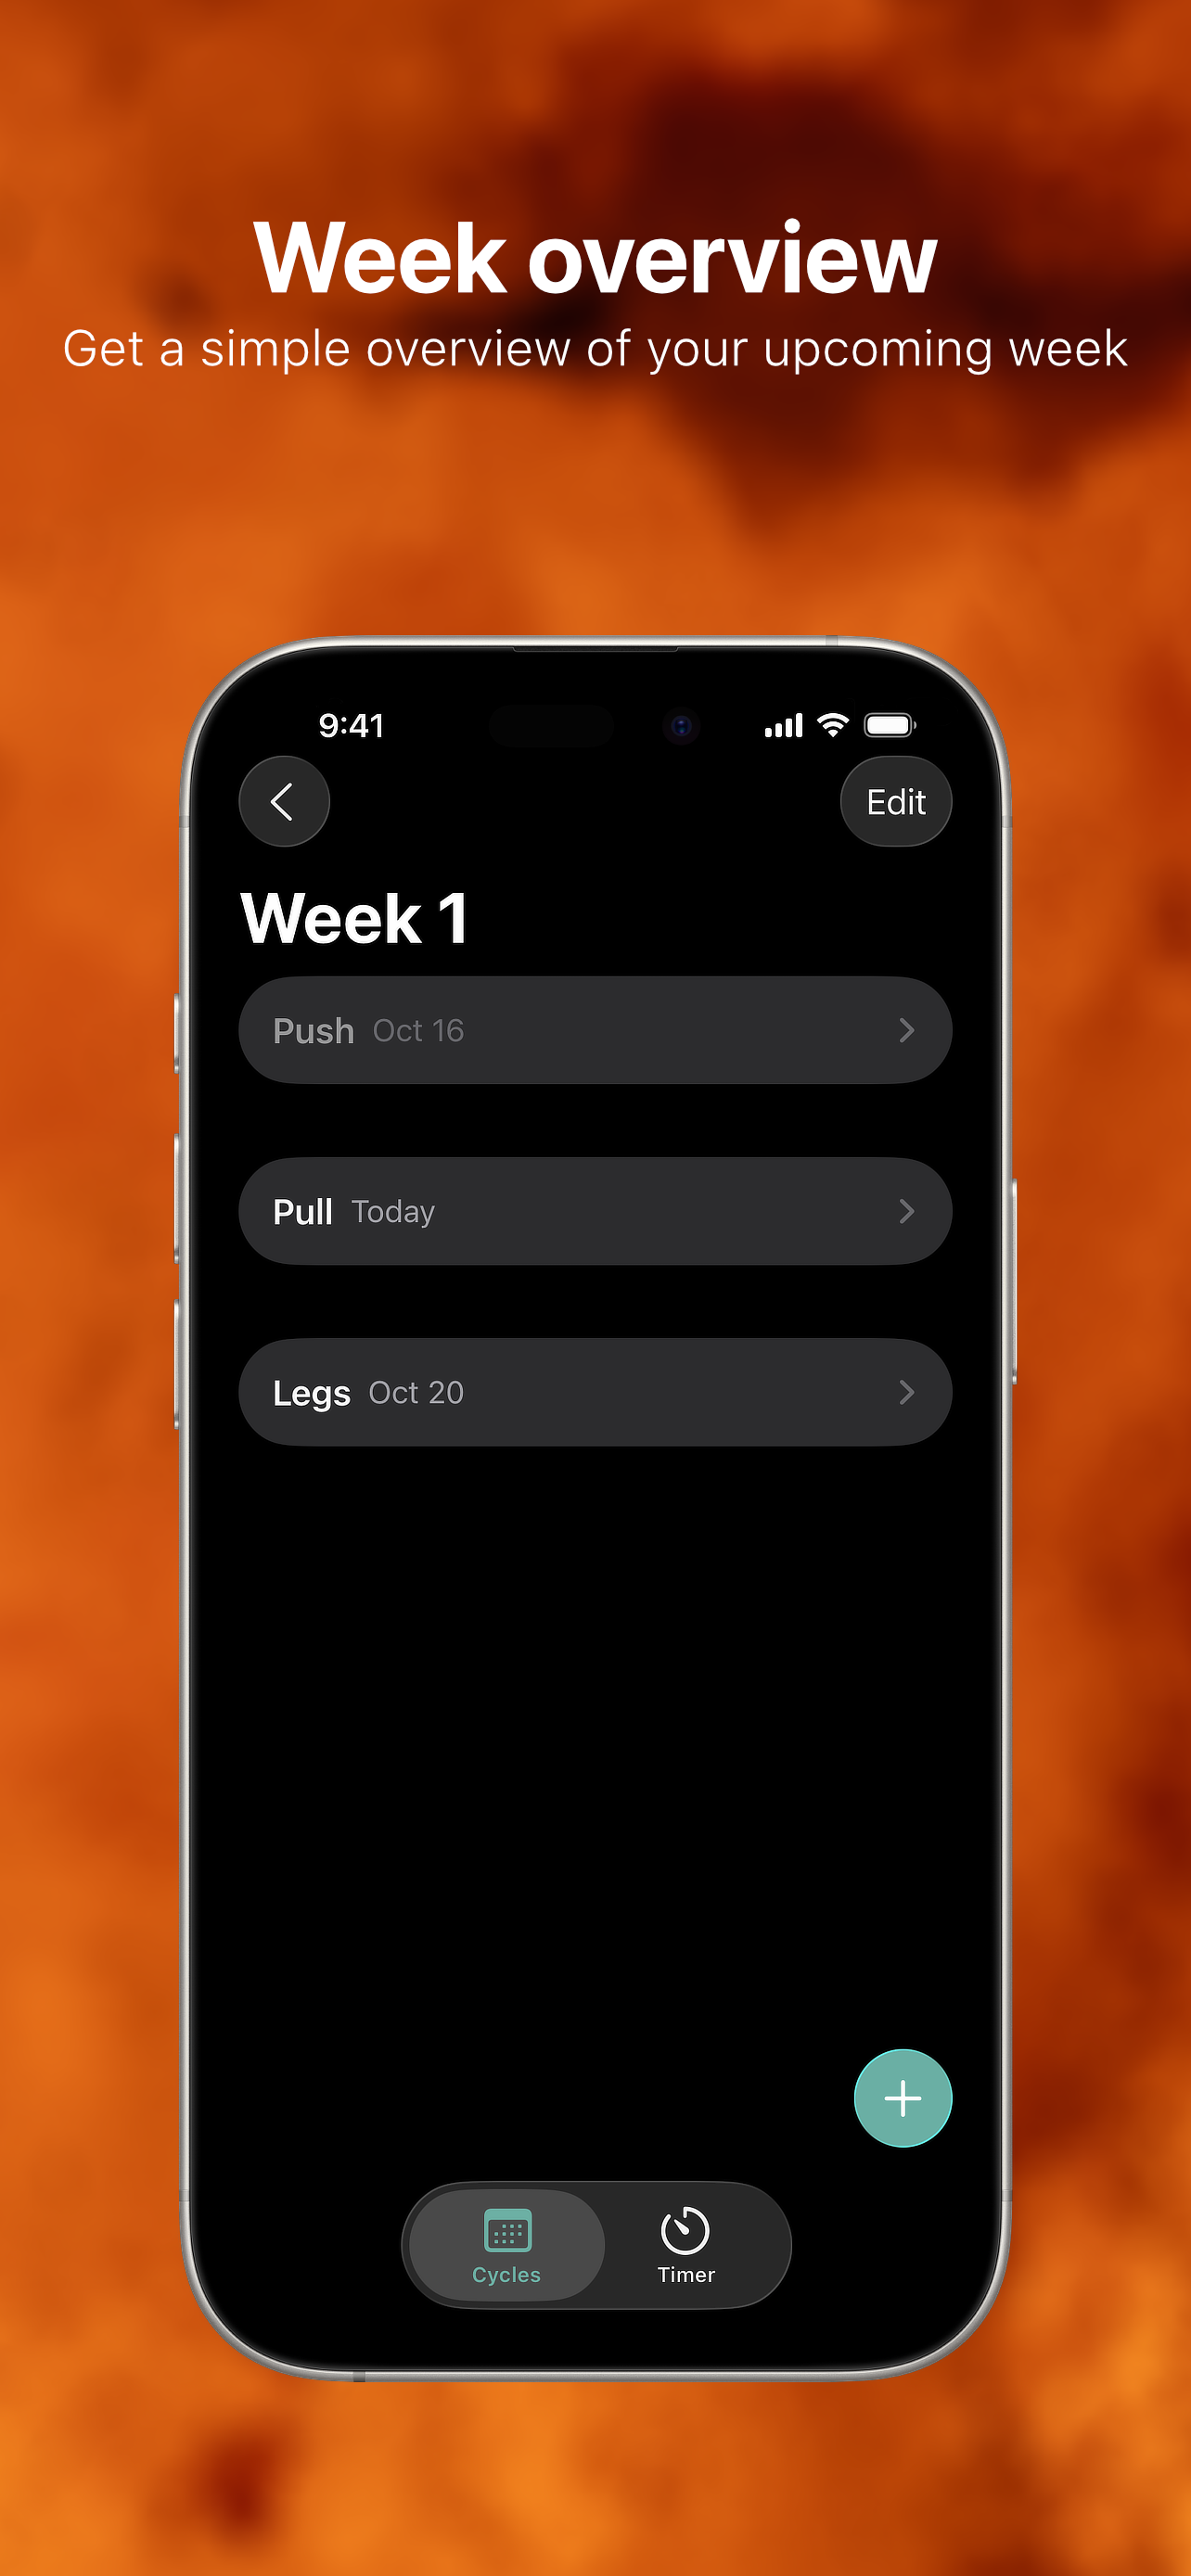 Week overview
Get a simple overview of your upcoming week
9:41
Edit
Week 1
Push Oct 16
Pull Today
Legs Oct 20
Cycles
Timer